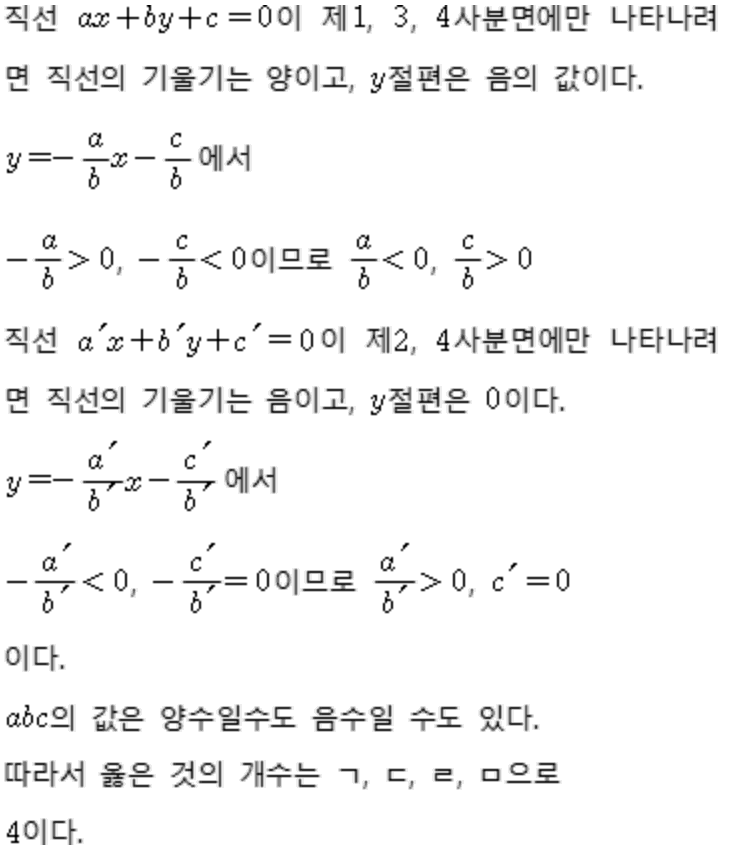 직선 ax+by+c=0이 제1, 3, 4사분면에만 나타나려
면 직선의 기울기는 양이고, y절편은 음의 값이다.
y=-a/b x-c/b 에서
-a/b>0, -c/b<0이므로 a/b<0, c/b>0
직선 a′x+b′y+c′=0이 제2, 4사분면에만 나타나려
면 직선의 기울기는 음이고, y절편은 0이다.
y=-a′/b′ x-c′/b′ 에서
-a′/b′<0, -c′/b′=0이므로 a′/b′>0, c′=0
이다.
abc의 값은 양수일수도 음수일 수도 있다.
따라서 옳은 것의 개수는 ㄱ, ㄷ, ㄹ, ㅁ으로
4이다.